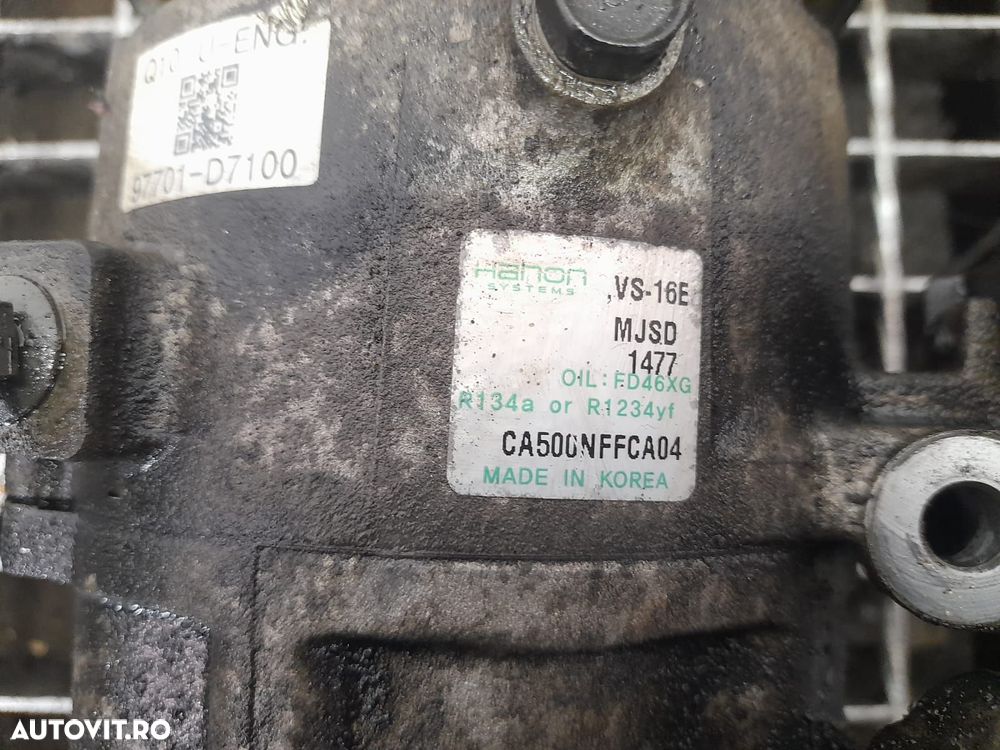 U-ENG.
97701-D7100
Hanon
SYSTEMS
VS-16E
MJSD
1477
OIL: FD46XG
R134a or R1234yf
CA500NFFCA04
MADE IN KOREA
AUTOVIT.RO